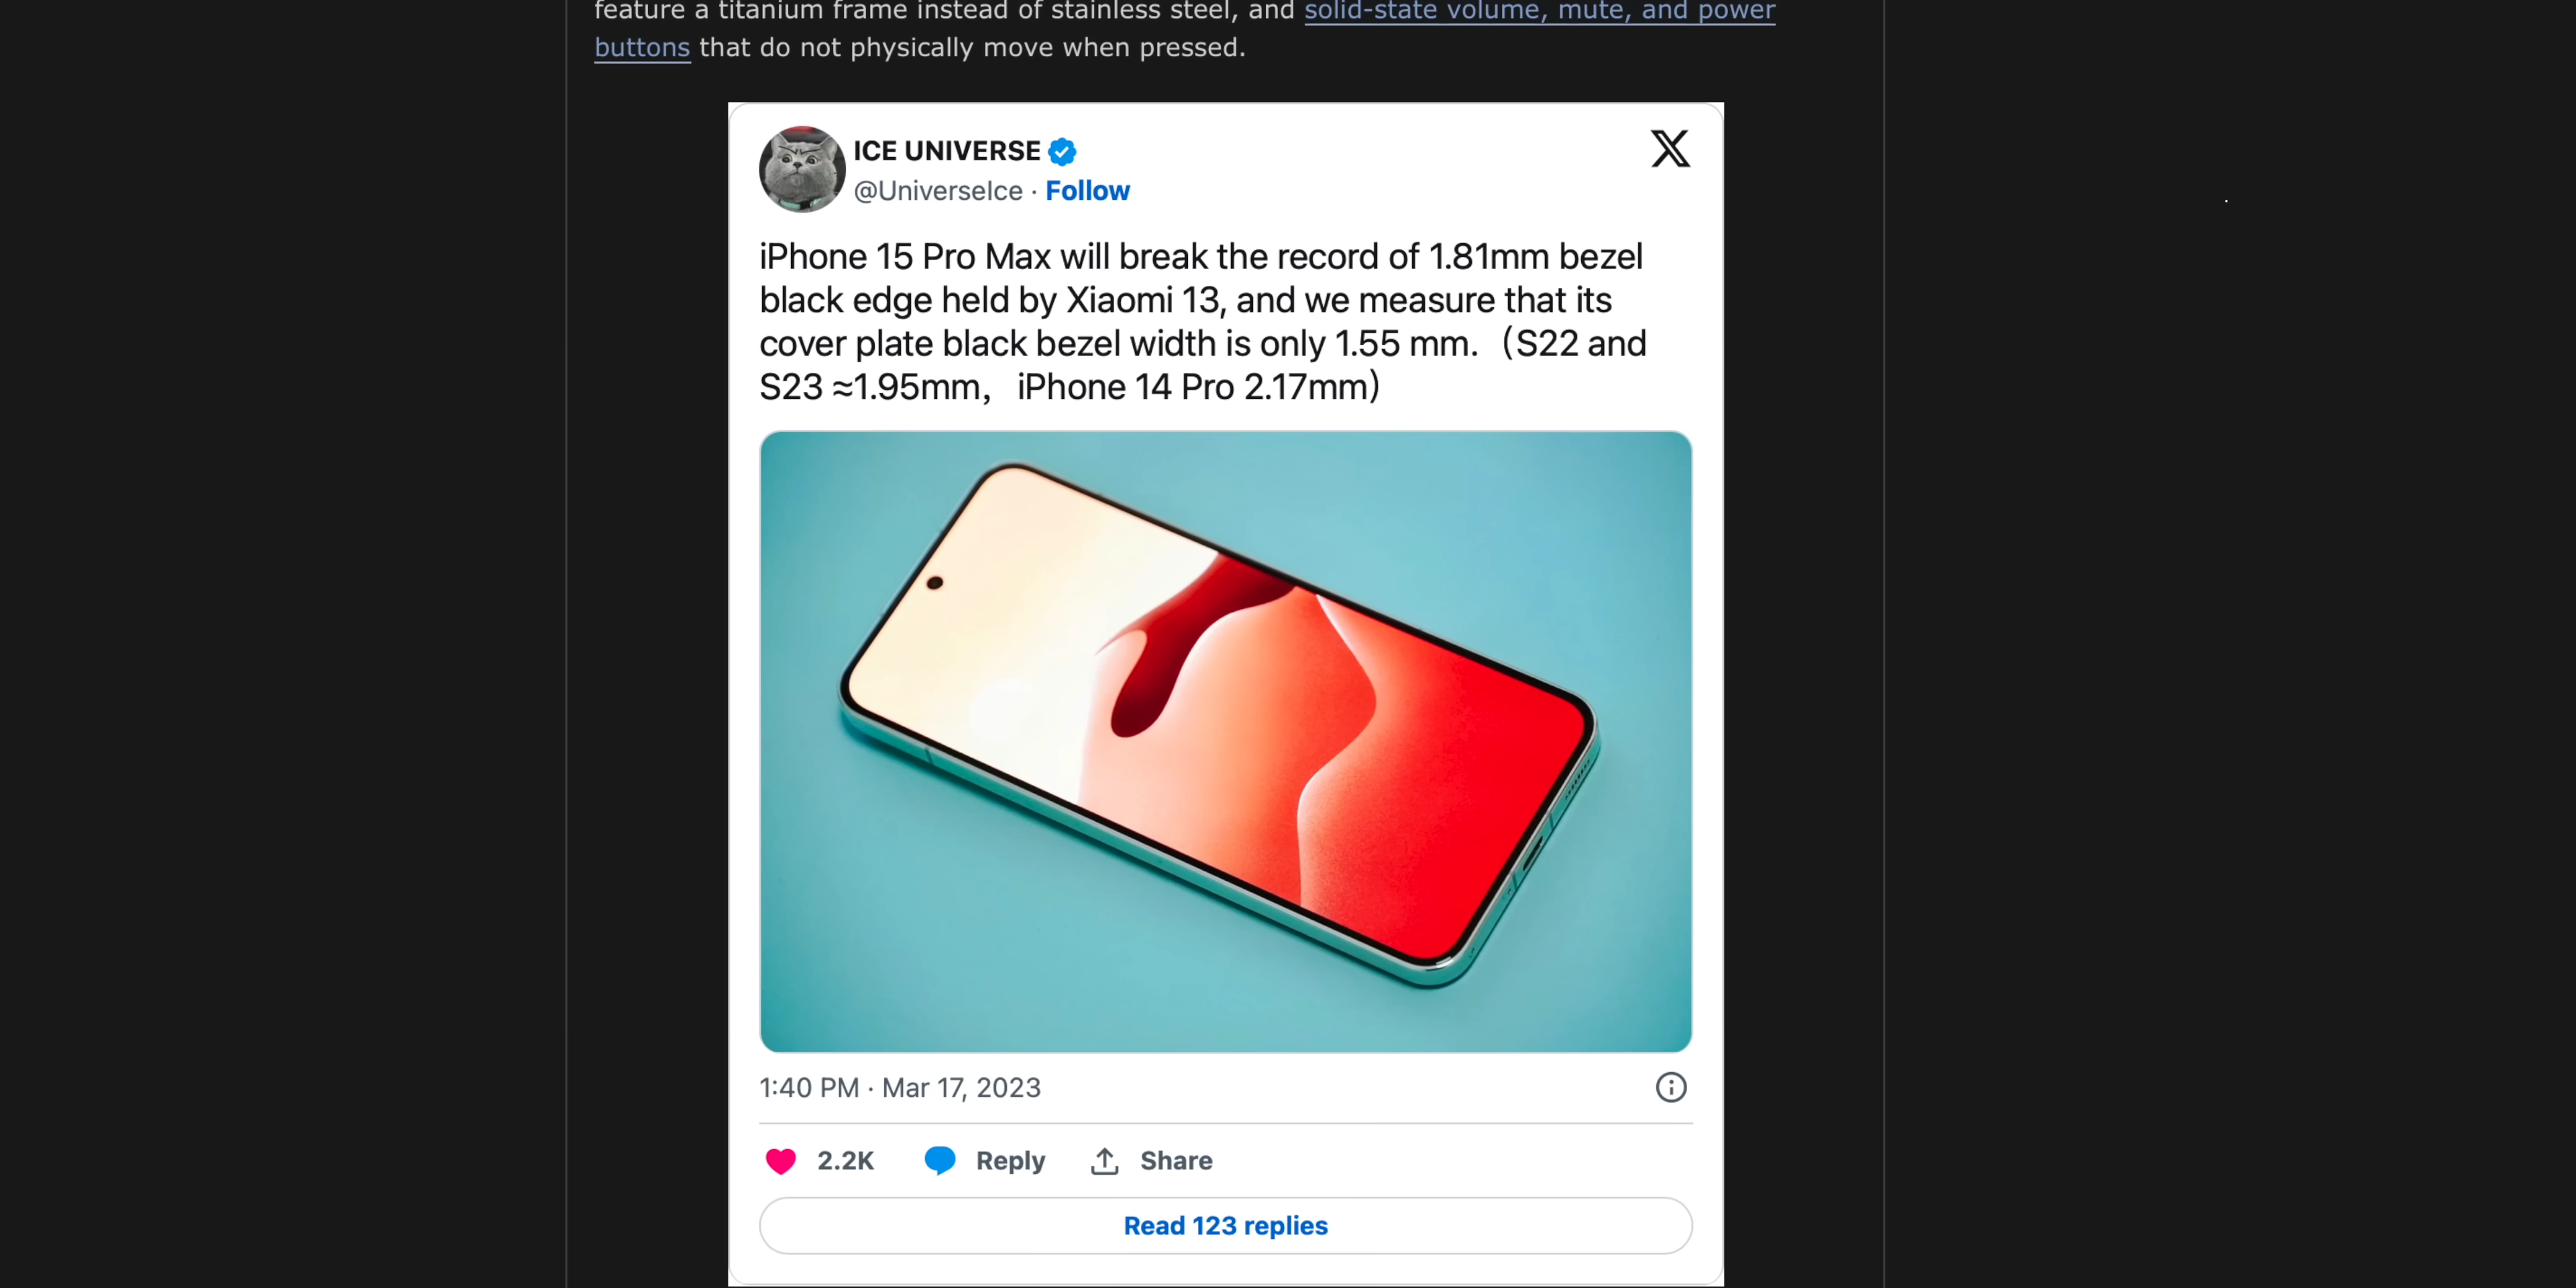 feature a titanium frame instead of stainless steel, and solid-state volume, mute, and power
buttons that do not physically move when pressed.
ICE UNIVERSE
@UniverseIce · Follow
iPhone 15 Pro Max will break the record of 1.81mm bezel
black edge held by Xiaomi 13, and we measure that its
cover plate black bezel width is only 1.55 mm.（S22 and
S23 ≈1.95mm， iPhone 14 Pro 2.17mm）
1:40 PM · Mar 17, 2023
2.2K Reply Share
Read 123 replies